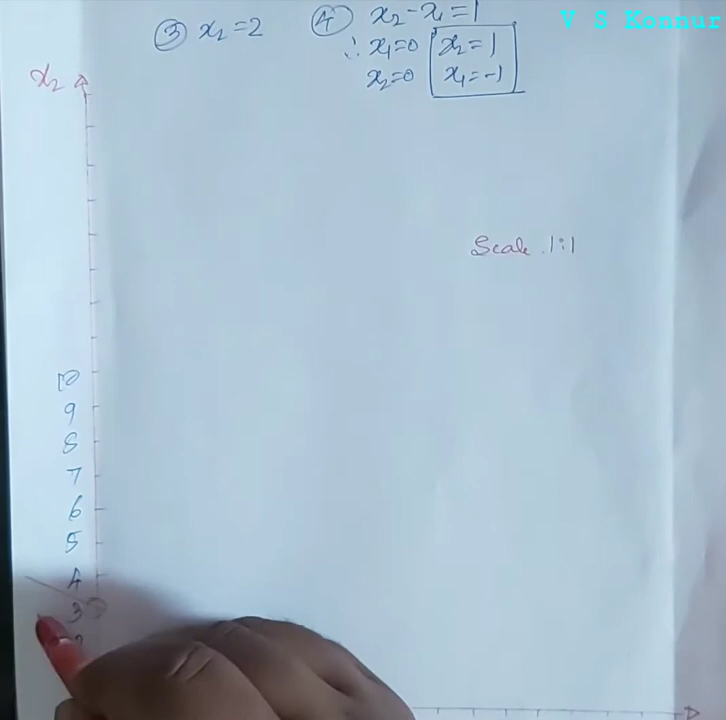 ③ x₂=2 ④ x₂-x₁=1
V S Konnur
∴ x₁=0 x₂=1
x₂=0 x₁=-1
x₂
Scale 1:1
10
9
8
7
6
5
4
3